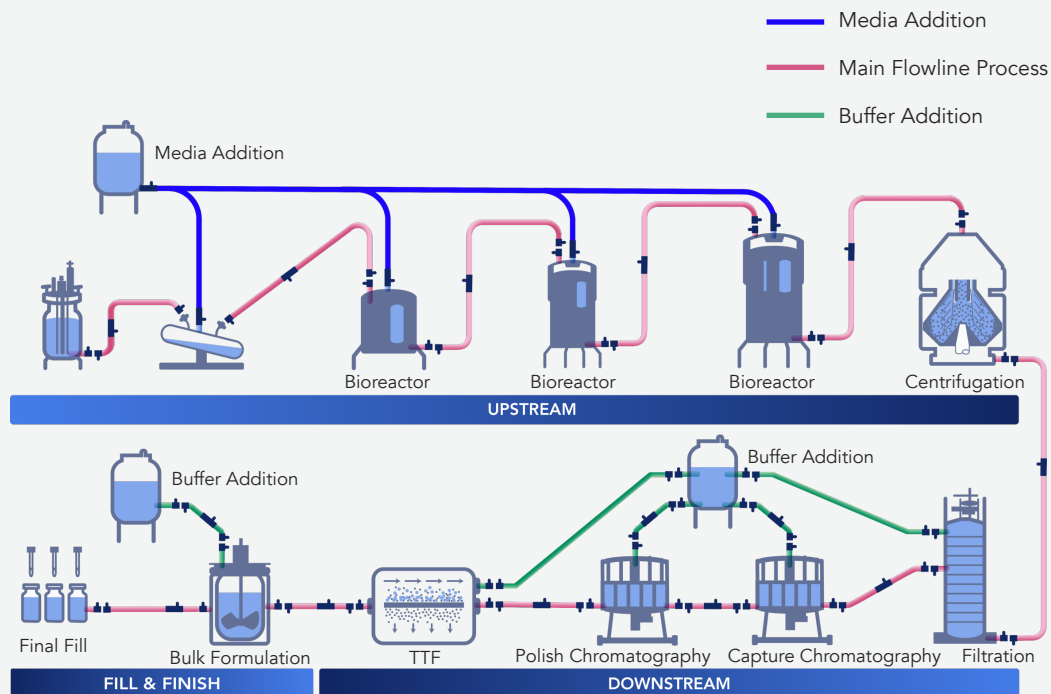 Media Addition
Main Flowline Process
Buffer Addition
Media Addition
Bioreactor
Bioreactor
Bioreactor
Centrifugation
UPSTREAM
Buffer Addition
Buffer Addition
Final Fill
Bulk Formulation
TTF
Polish Chromatography
Capture Chromatography
Filtration
FILL & FINISH
DOWNSTREAM